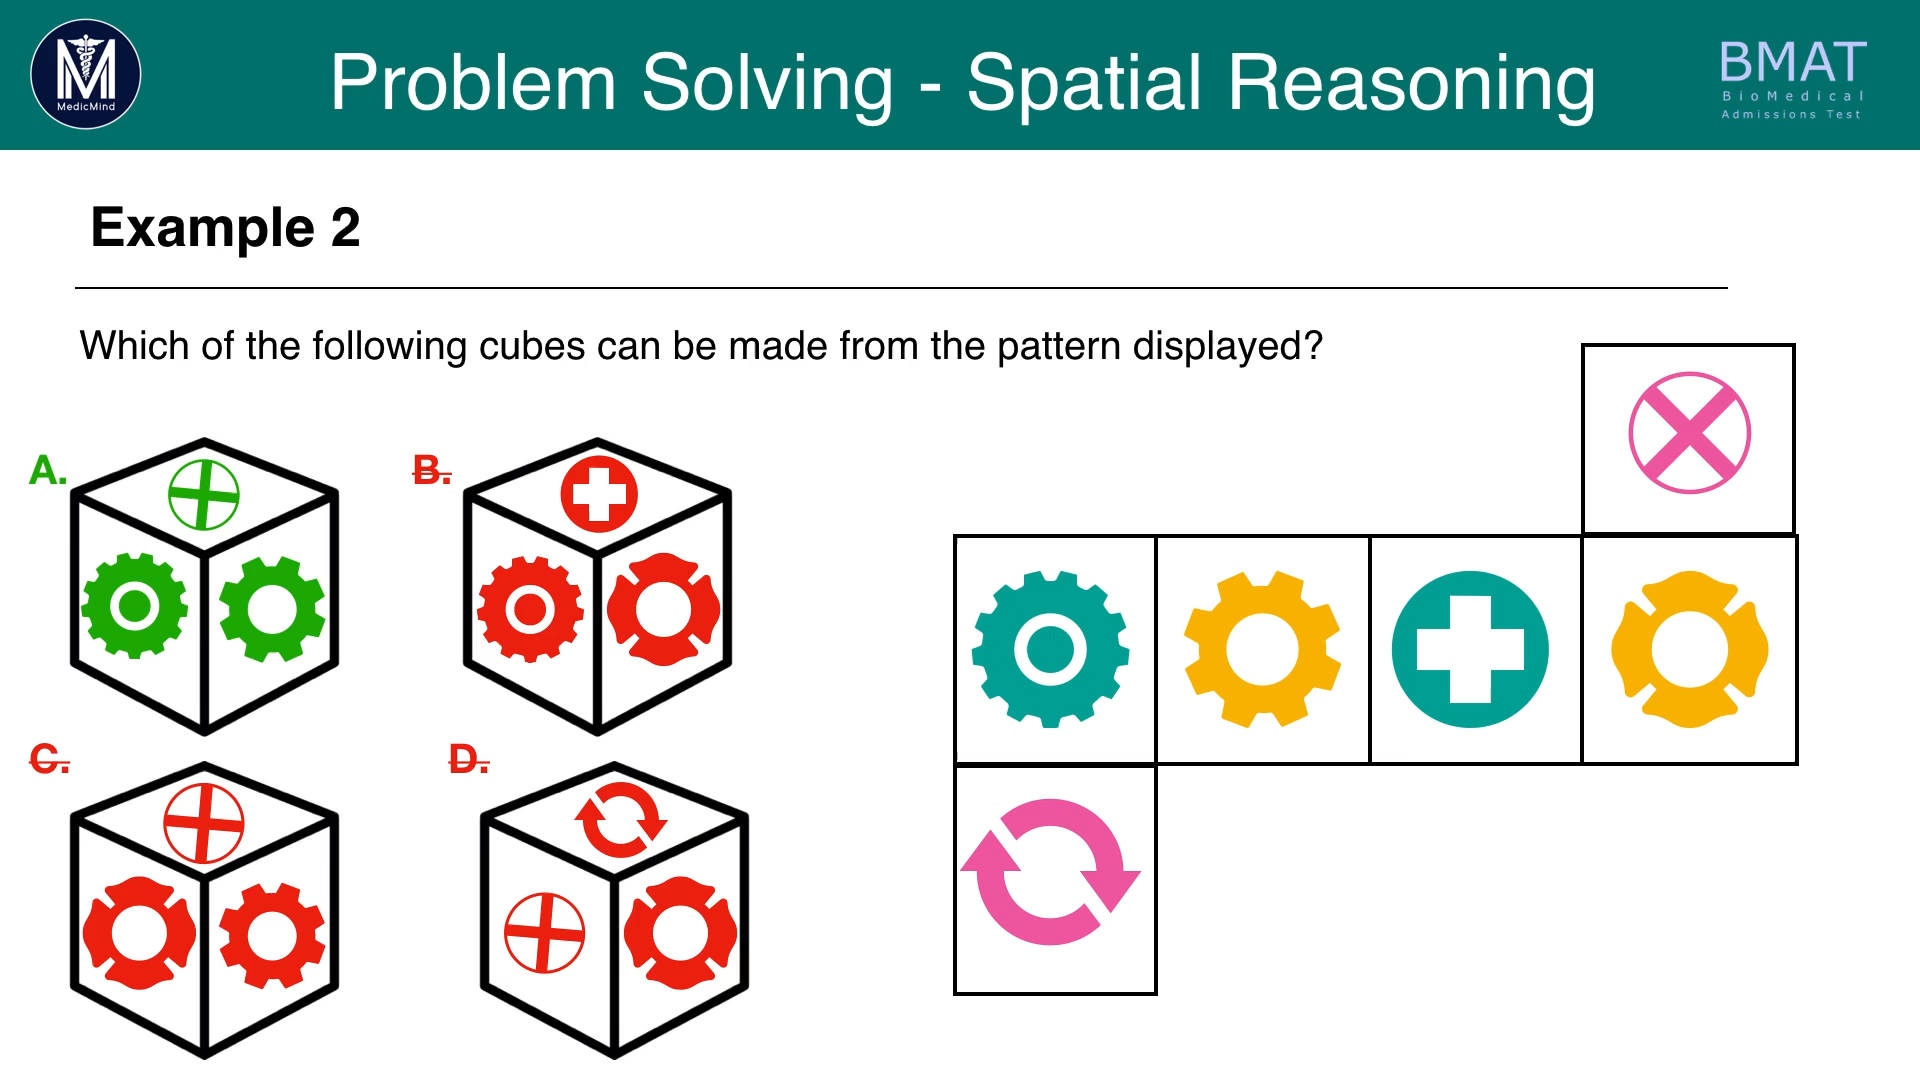 MedicMind
Problem Solving - Spatial Reasoning
BMAT
BioMedical
Admissions Test
Example 2
Which of the following cubes can be made from the pattern displayed?
A.
B.
C.
D.